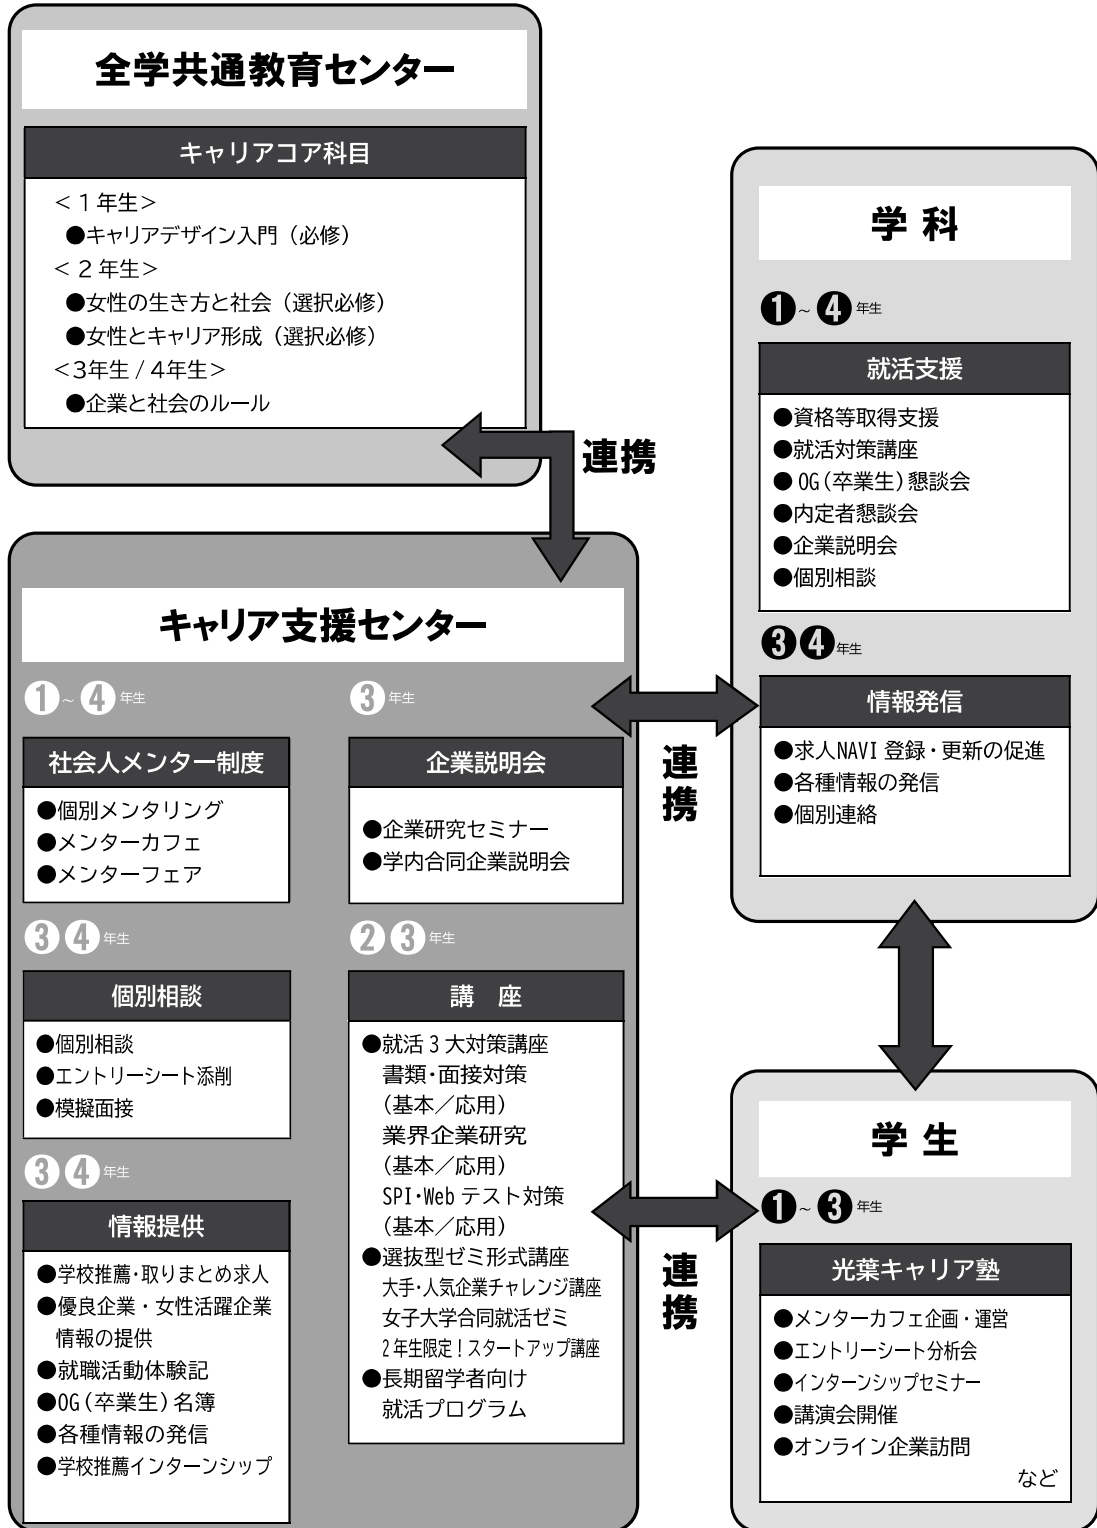 全学共通教育センター
キャリアコア科目
＜１年生＞
●キャリアデザイン入門（必修）
＜２年生＞
●女性の生き方と社会（選択必修）
●女性とキャリア形成（選択必修）
＜3年生 / 4年生＞
●企業と社会のルール
連携
キャリア支援センター
1～4年生
社会人メンター制度
●個別メンタリング
●メンターカフェ
●メンターフェア
34年生
個別相談
●個別相談
●エントリーシート添削
●模擬面接
34年生
情報提供
●学校推薦・取りまとめ求人
●優良企業・女性活躍企業
情報の提供
●就職活動体験記
●OG（卒業生）名簿
●各種情報の発信
●学校推薦インターンシップ
3年生
企業説明会
●企業研究セミナー
●学内合同企業説明会
23年生
講　座
●就活３大対策講座
書類・面接対策
（基本／応用）
業界企業研究
（基本／応用）
SPI・Web テスト対策
（基本／応用）
●選抜型ゼミ形式講座
大手・人気企業チャレンジ講座
女子大学合同就活ゼミ
２年生限定！スタートアップ講座
●長期留学者向け
就活プログラム
連携
連携
学 科
1～4年生
就活支援
●資格等取得支援
●就活対策講座
●OG（卒業生）懇談会
●内定者懇談会
●企業説明会
●個別相談
34年生
情報発信
●求人NAVI 登録・更新の促進
●各種情報の発信
●個別連絡
学 生
1～3年生
光葉キャリア塾
●メンターカフェ企画・運営
●エントリーシート分析会
●インターンシップセミナー
●講演会開催
●オンライン企業訪問
など